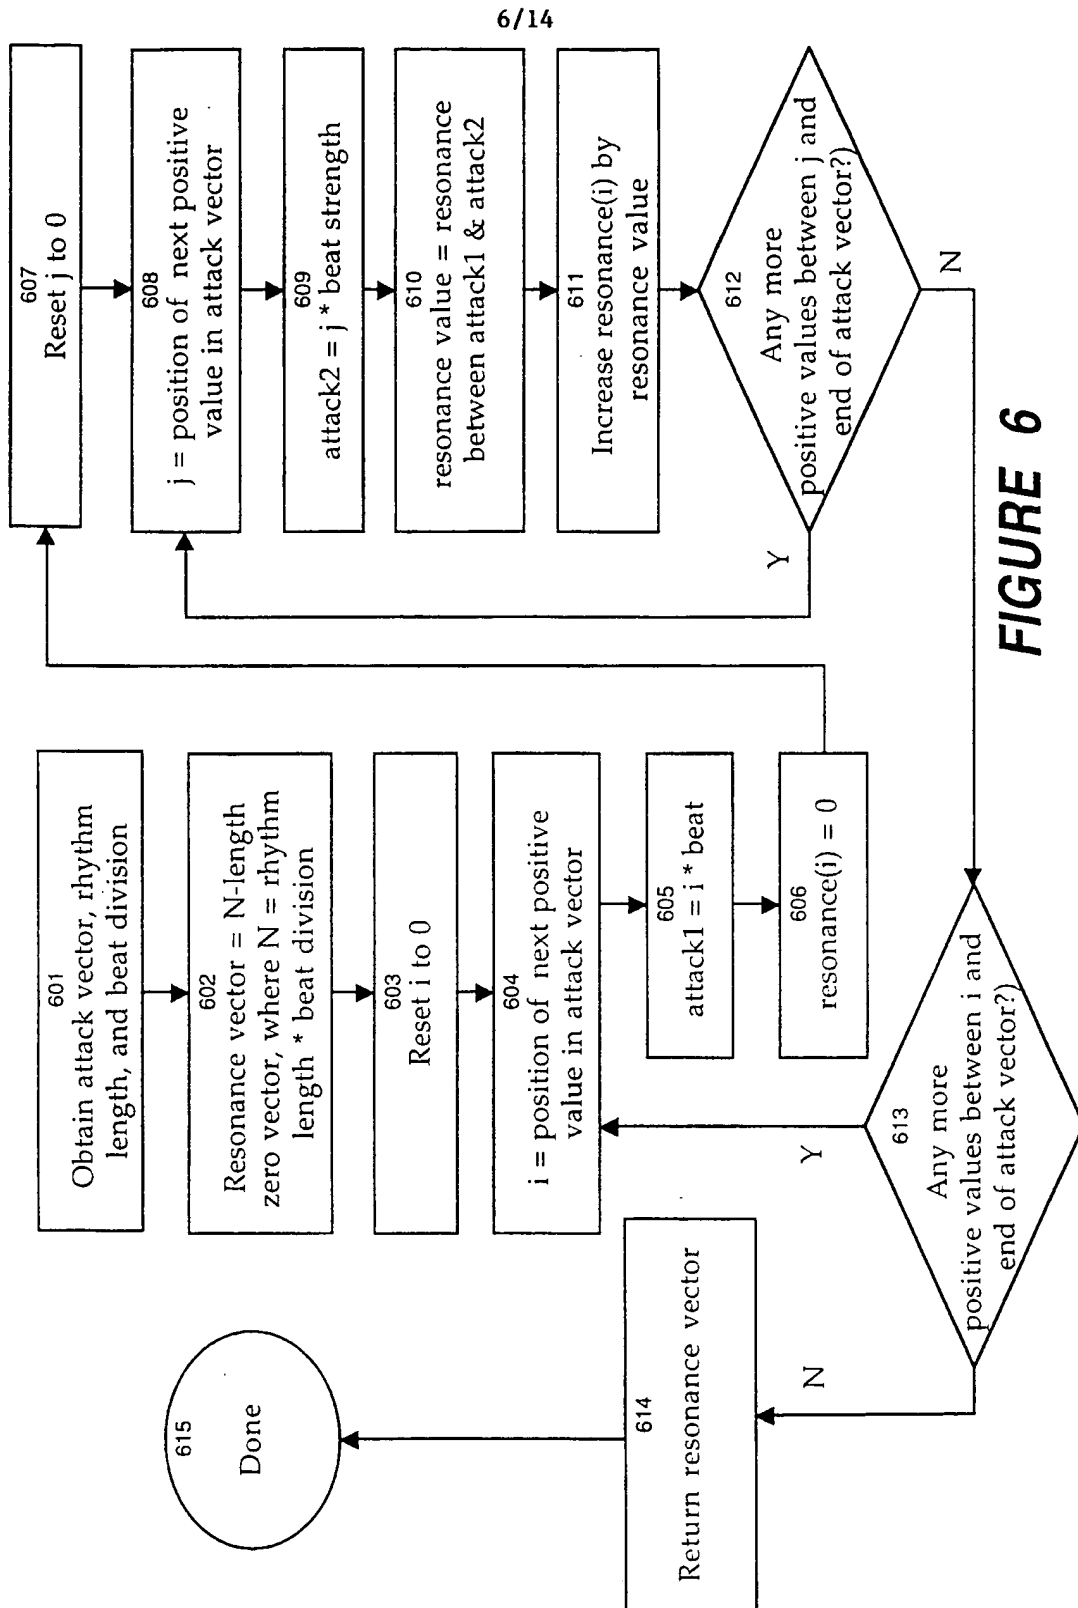 6/14
601
Obtain attack vector, rhythm
length, and beat division
602
Resonance vector = N-length
zero vector, where N = rhythm
length * beat division
603
Reset i to 0
604
i = position of next positive
value in attack vector
605
attack1 = i * beat
606
resonance(i) = 0
607
Reset j to 0
608
j = position of next positive
value in attack vector
609
attack2 = j * beat strength
610
resonance value = resonance
between attack1 & attack2
611
Increase resonance(i) by
resonance value
612
Any more
positive values between j and
end of attack vector?)
Y
N
613
Any more
positive values between i and
end of attack vector?)
Y
N
614
Return resonance vector
615
Done
FIGURE 6